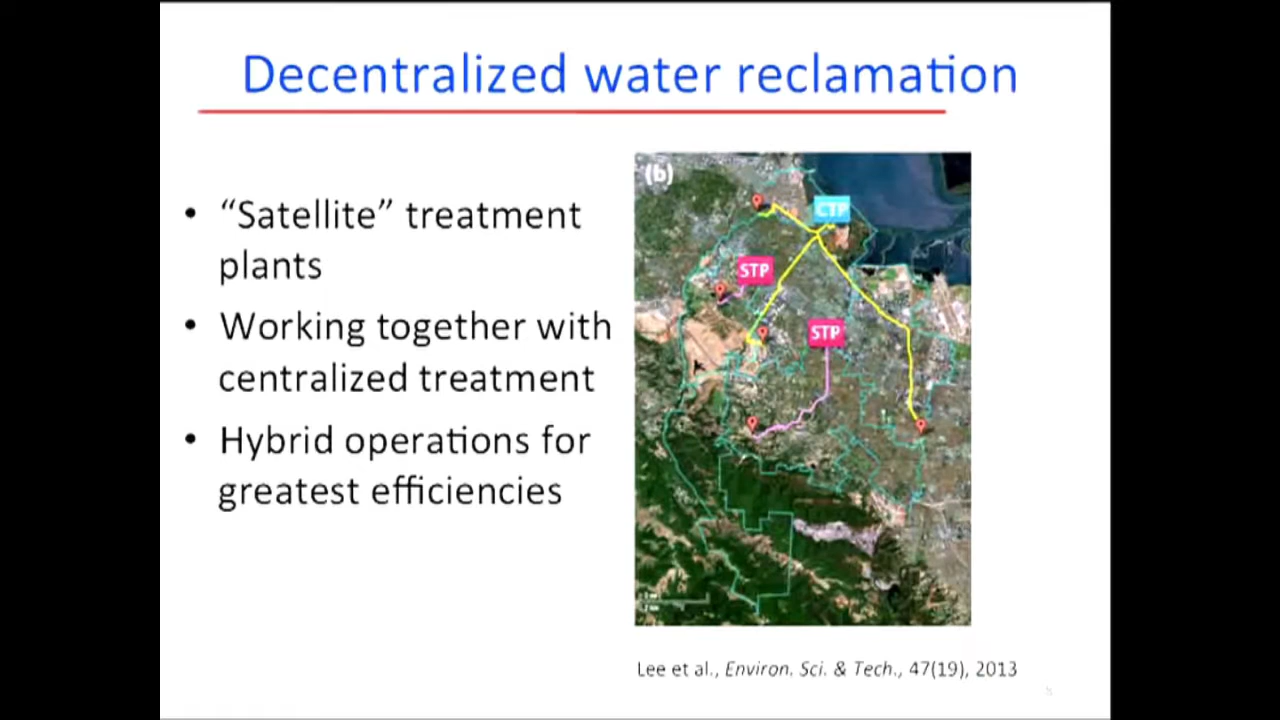 Decentralized water reclamation
• “Satellite” treatment
plants
• Working together with
centralized treatment
• Hybrid operations for
greatest efficiencies
(b)
CTP
STP
STP
Lee et al., Environ. Sci. & Tech., 47(19), 2013